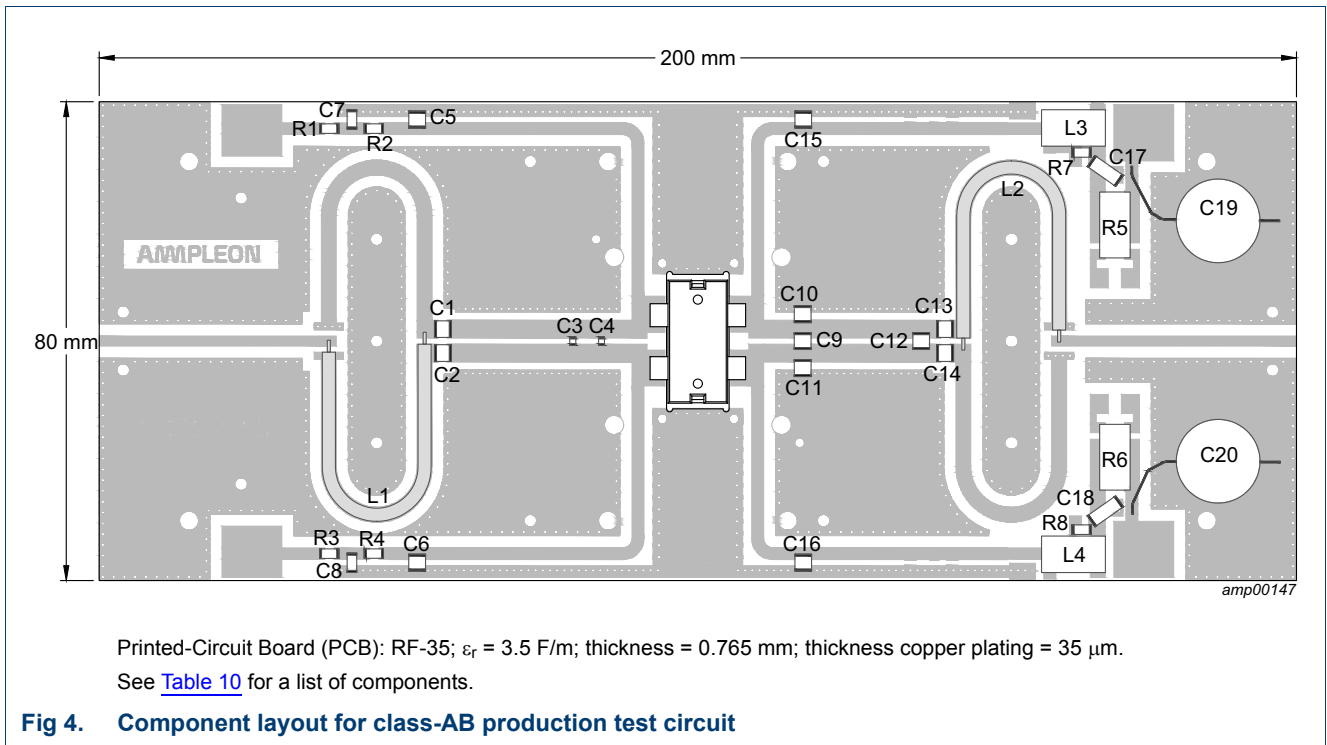 200 mm
C7
C5
R1
R2
C15
L3
R7
C17
L2
C19
R5
AMPLEON
C1
C3 C4
C10
C13
80 mm
C9
C12
C2
C11
C14
C20
R6
L1
C18
R3
R4
R8
C8
C6
C16
L4
amp00147
Printed-Circuit Board (PCB): RF-35; εr = 3.5 F/m; thickness = 0.765 mm; thickness copper plating = 35 μm.
See Table 10 for a list of components.
Fig 4. Component layout for class-AB production test circuit